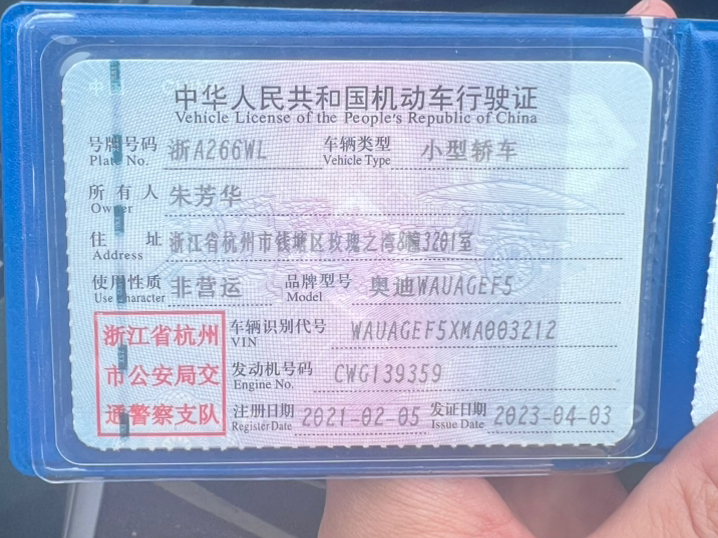 中华人民共和国机动车行驶证
Vehicle License of the People's Republic of China
号牌号码 浙A266WL 车辆类型 小型轿车
Plate No. Vehicle Type
所有人 朱芳华
Owner
住址 浙江省杭州市钱塘区玫瑰之湾8幢3201室
Address
使用性质 非营运 品牌型号 奥迪WAUAGEF5
Use Character Model
浙江省杭州 车辆识别代号 WAUAGEF5XMA003212
VIN
市公安局交 发动机号码 CWG139359
Engine No.
通警察支队 注册日期 2021-02-05 发证日期 2023-04-03
Register Date Issue Date